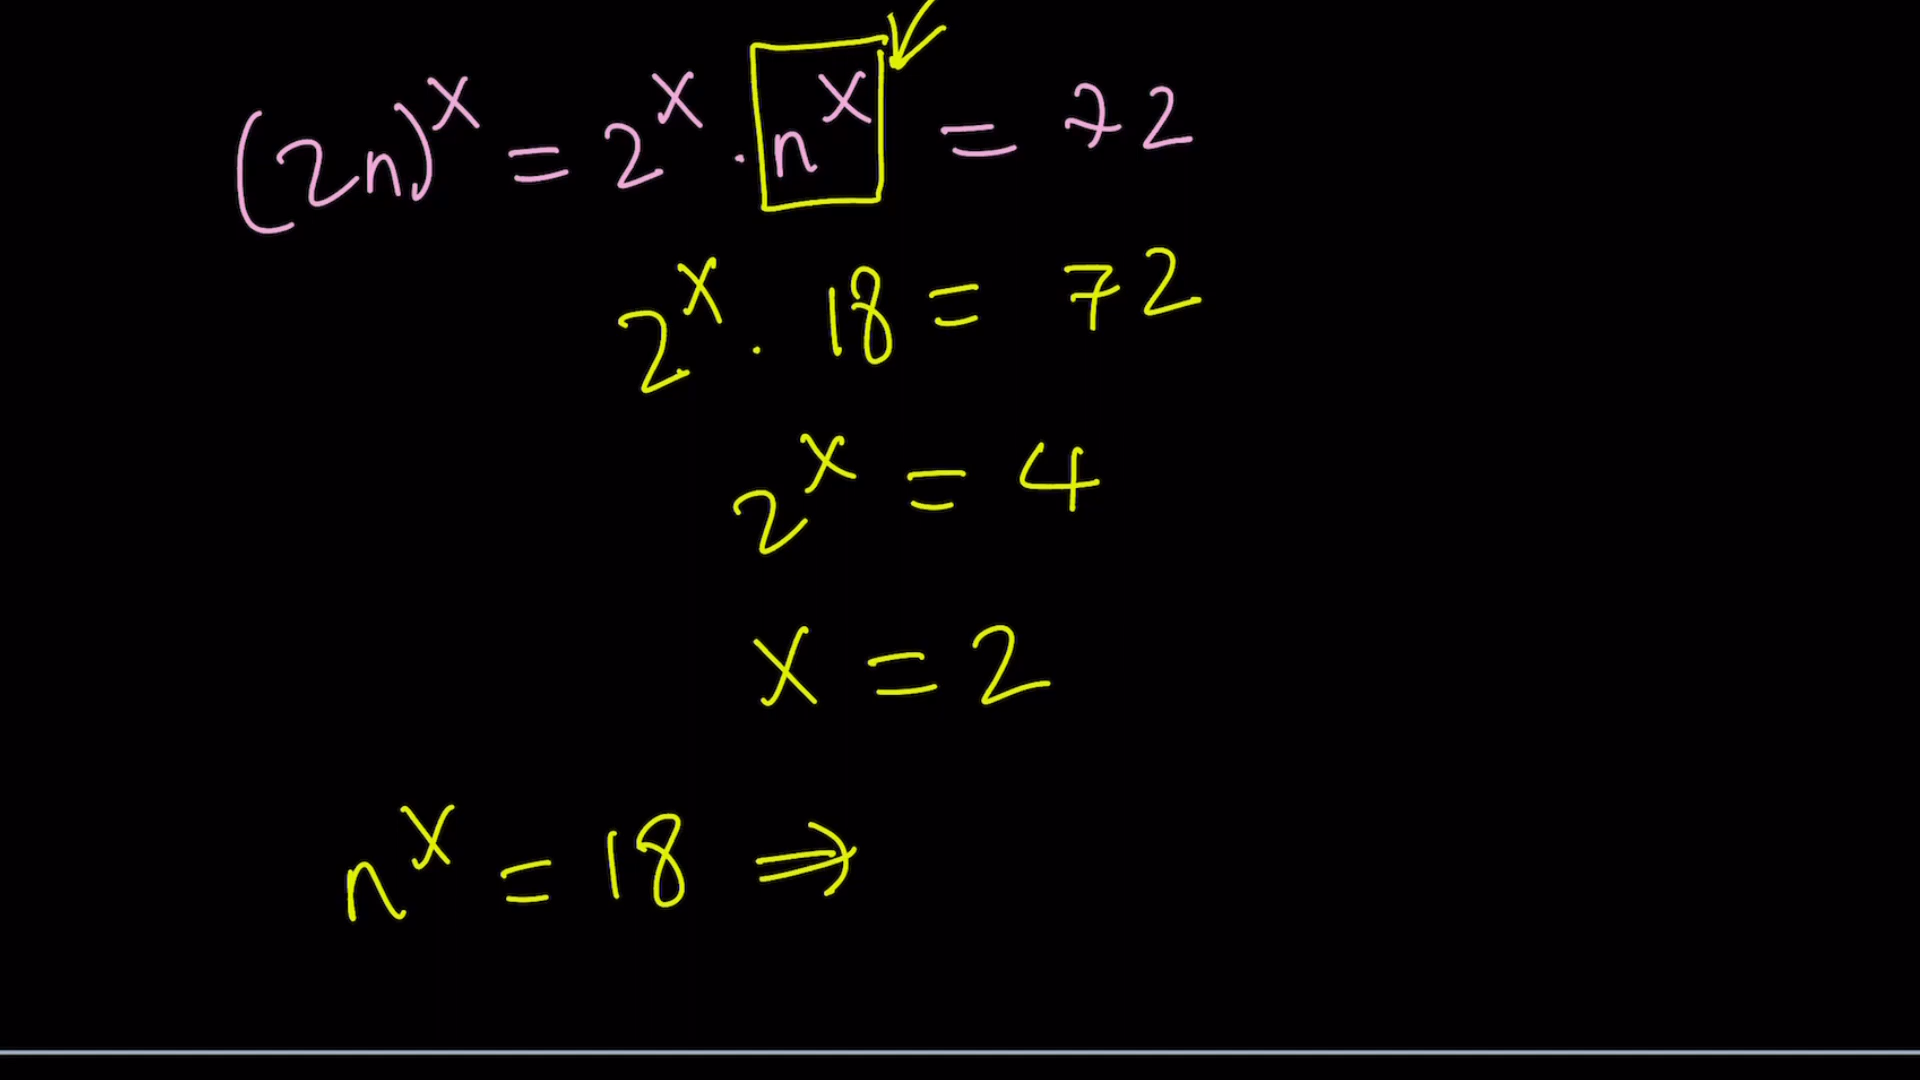 (2n)^x = 2^x · n^x = 72
2^x · 18 = 72
2^x = 4
x = 2
n^x = 18 ⇒